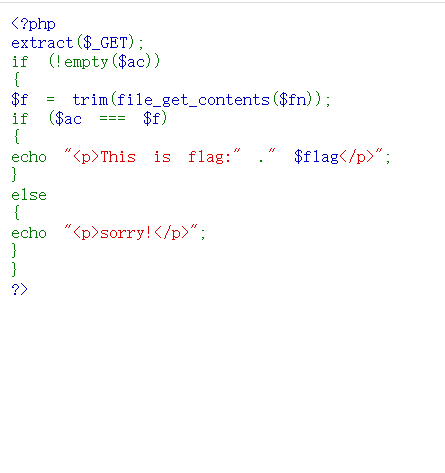 <?php
extract($_GET);
if (!empty($ac))
{
$f = trim(file_get_contents($fn));
if ($ac === $f)
{
echo "<p>This is flag:" ." $flag</p>";
}
else
{
echo "<p>sorry!</p>";
}
}
?>